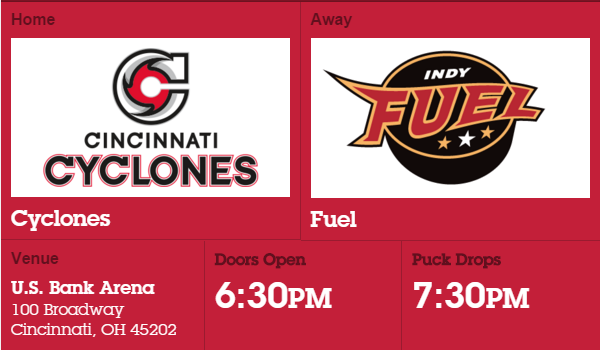 Home
Away
CINCINNATI
CYCLONES
INDY
FUEL
Cyclones
Fuel
Venue
U.S. Bank Arena
100 Broadway
Cincinnati, OH 45202
Doors Open
6:30PM
Puck Drops
7:30PM